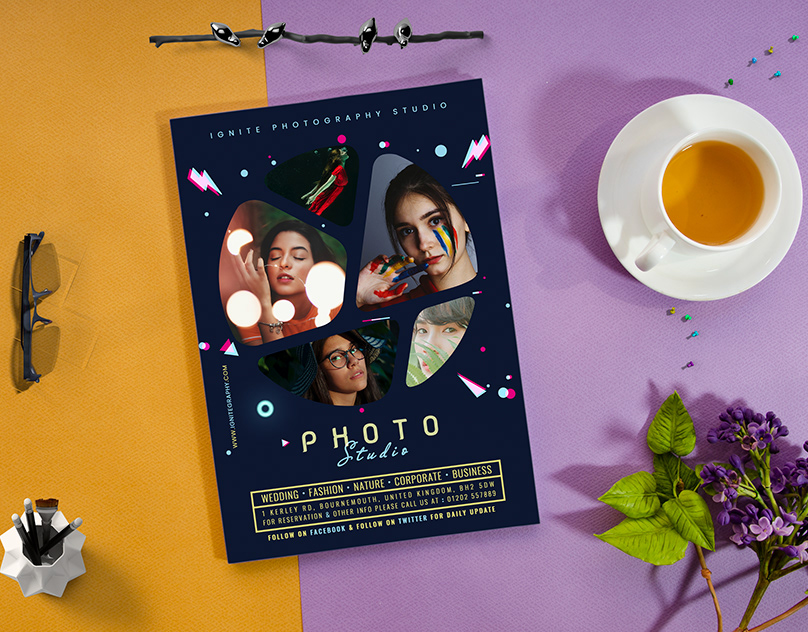 IGNITE PHOTOGRAPHY STUDIO
WWW.IGNITEGRAPHY.COM
PHOTO
Studio
WEDDING • FASHION • NATURE • CORPORATE • BUSINESS
1, KERLEY RD, BOURNEMOUTH, UNITED KINGDOM, BH2 5DW
FOR RESERVATION & OTHER INFO PLEASE CALL US AT : 01202 557889
FOLLOW ON FACEBOOK & FOLLOW ON TWITTER FOR DAILY UPDATE